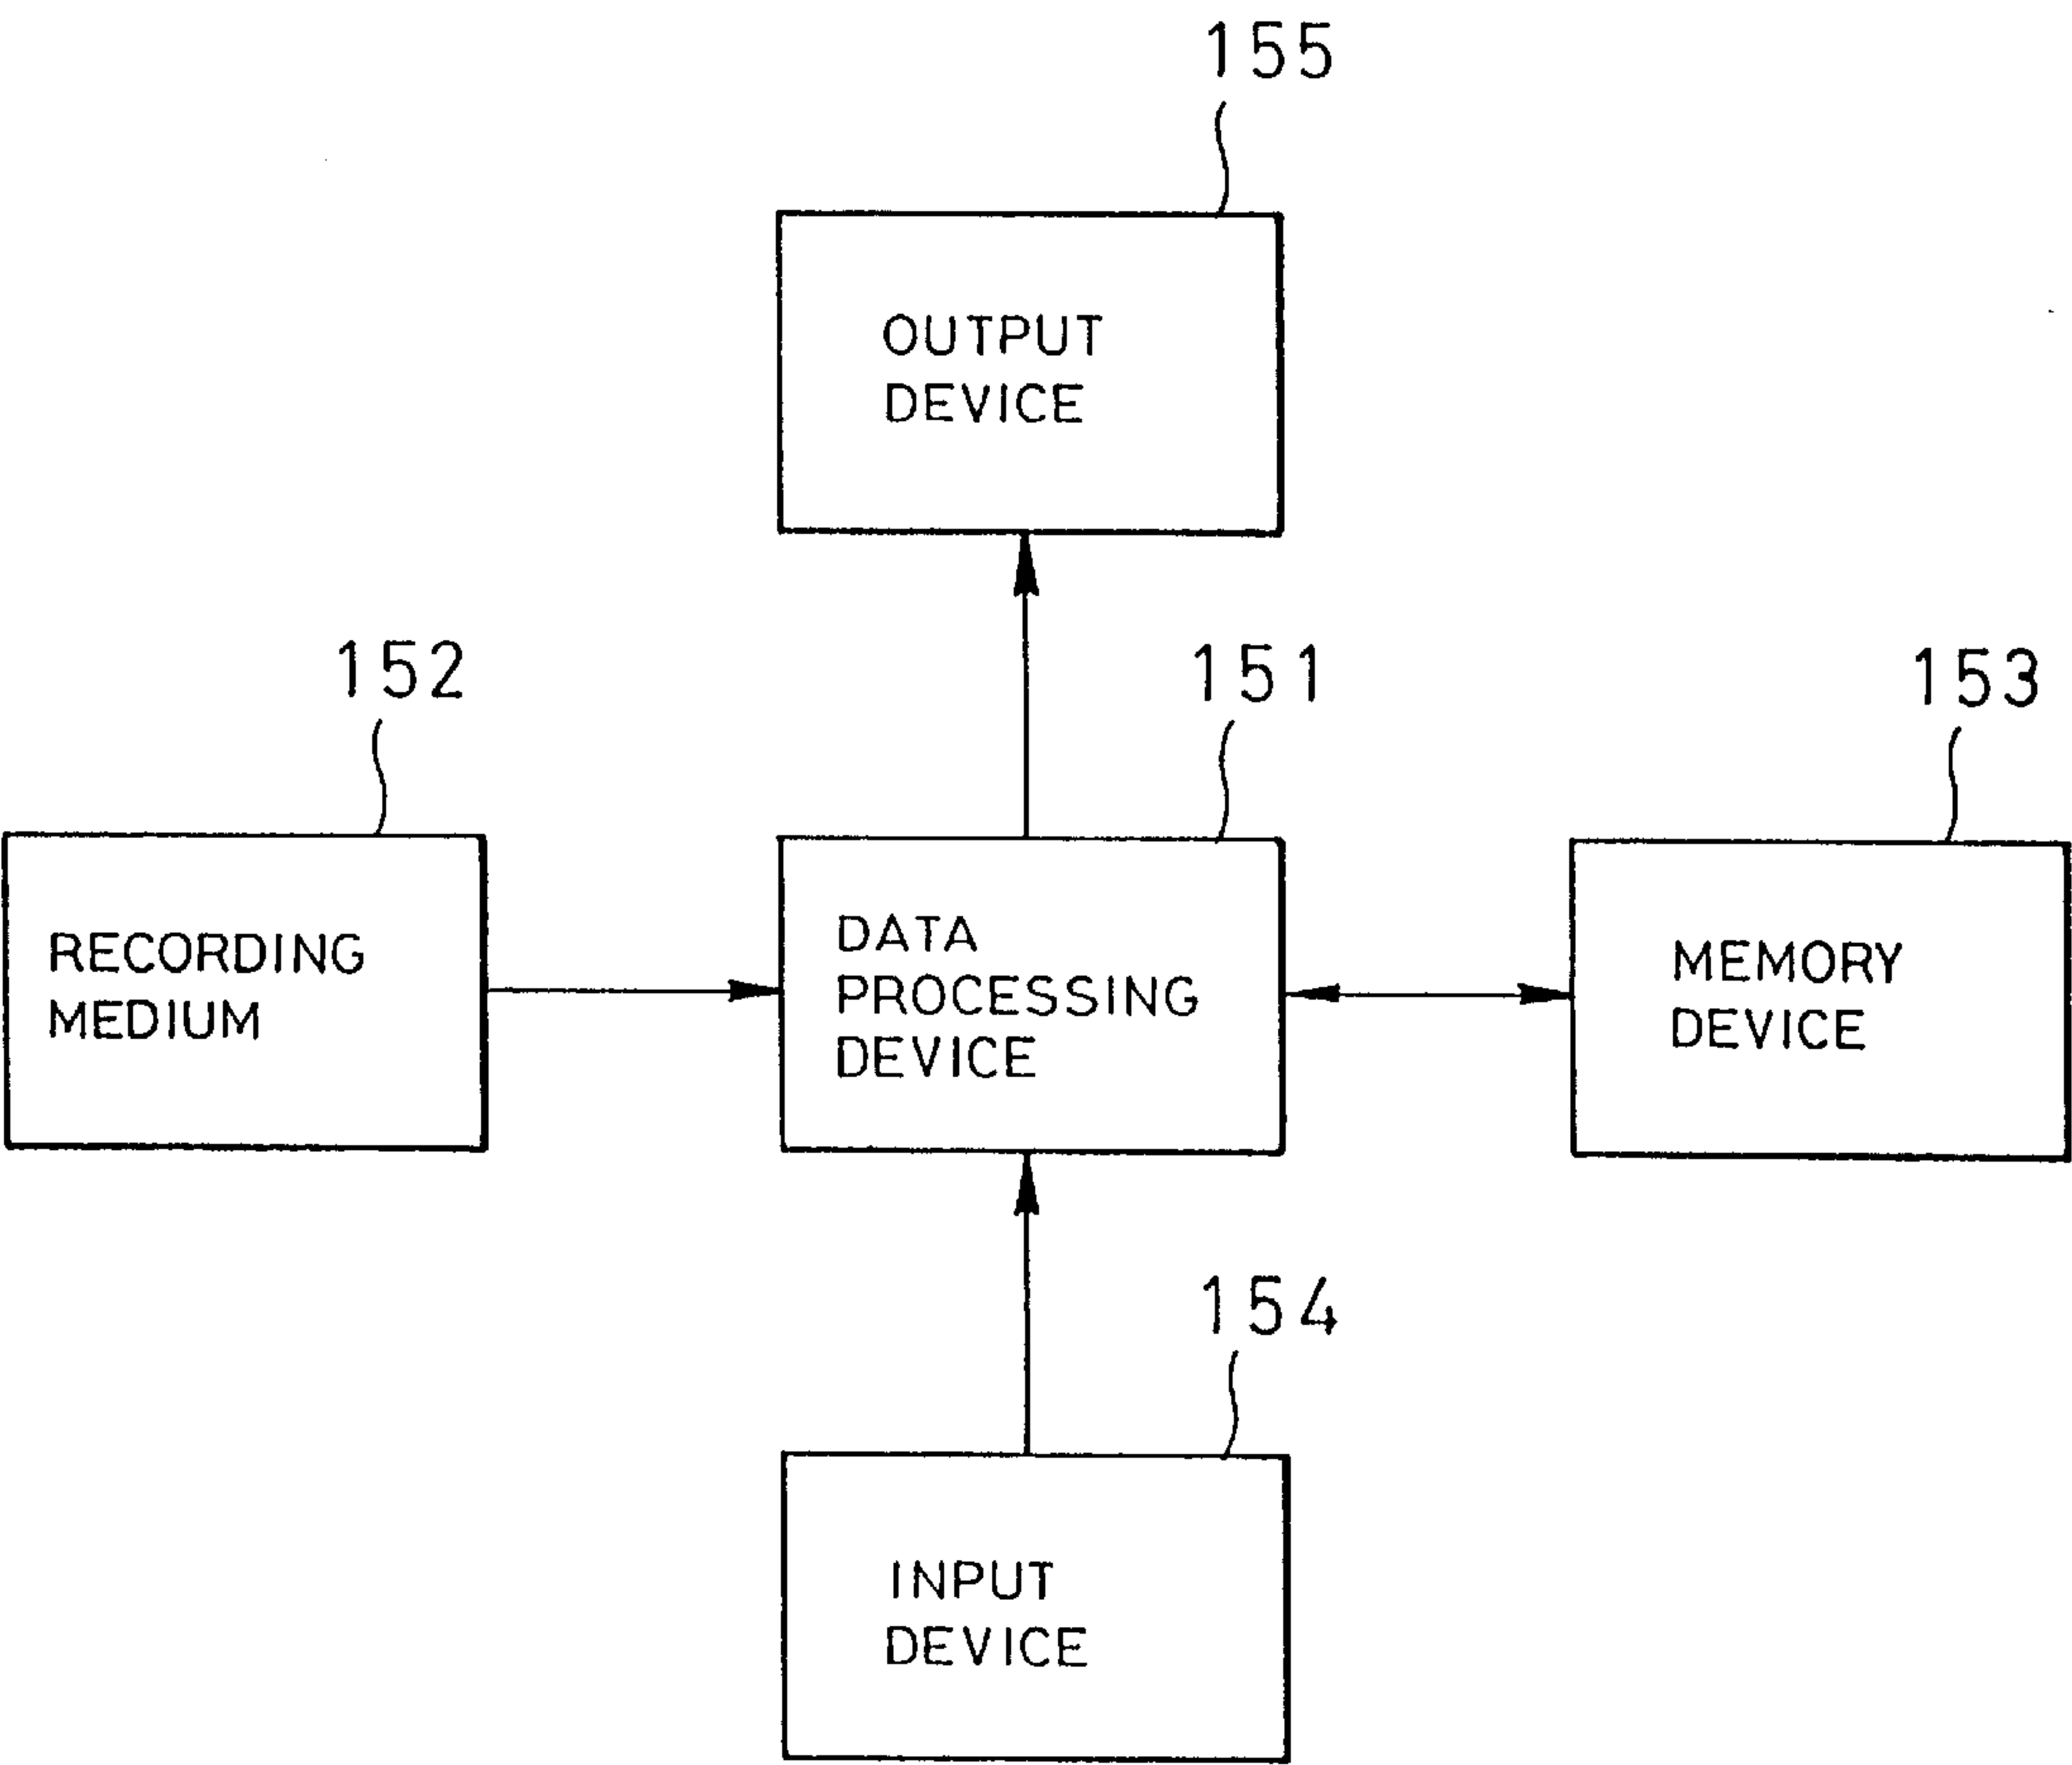 155
OUTPUT
DEVICE
152
151
153
RECORDING
MEDIUM
DATA
PROCESSING
DEVICE
MEMORY
DEVICE
154
INPUT
DEVICE